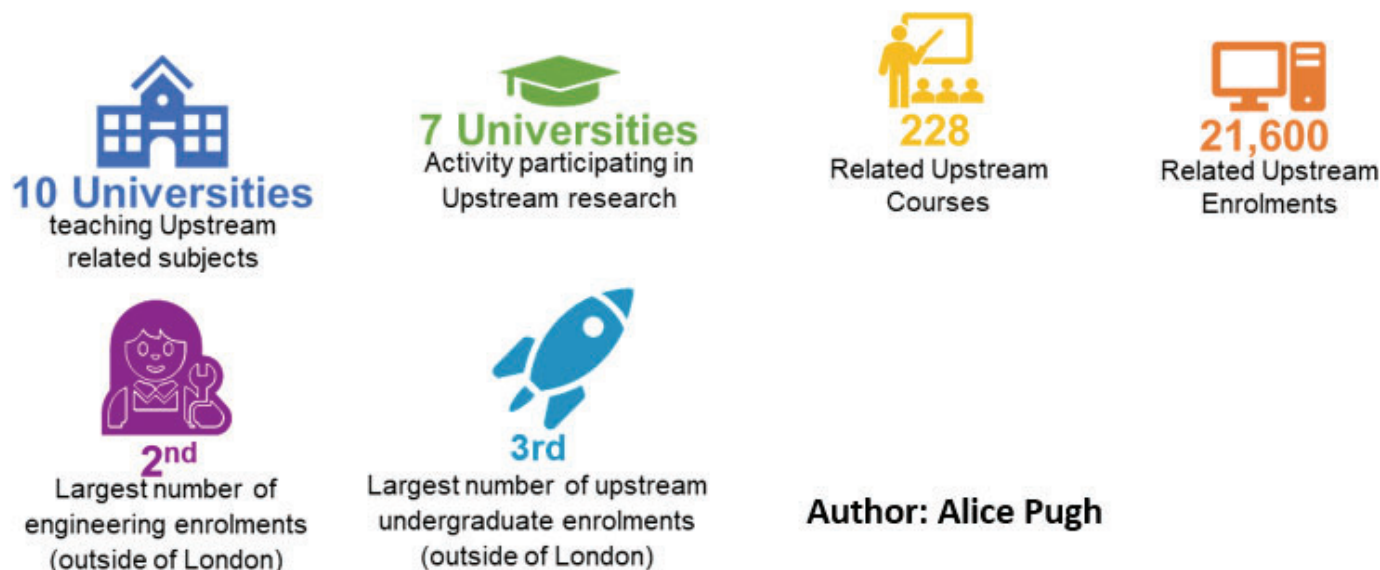 10 Universities
teaching Upstream
related subjects
7 Universities
Activity participating in
Upstream research
228
Related Upstream
Courses
21,600
Related Upstream
Enrolments
2nd
Largest number of
engineering enrolments
(outside of London)
3rd
Largest number of upstream
undergraduate enrolments
(outside of London)
Author: Alice Pugh